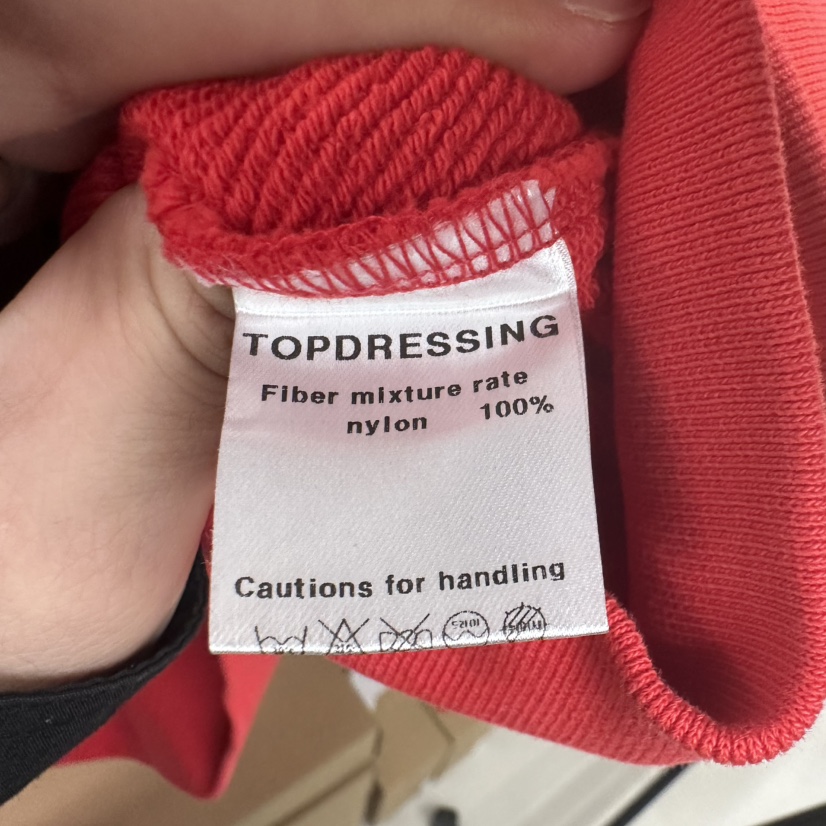 TOPDRESSING
Fiber mixture rate
nylon 100%
Cautions for handling